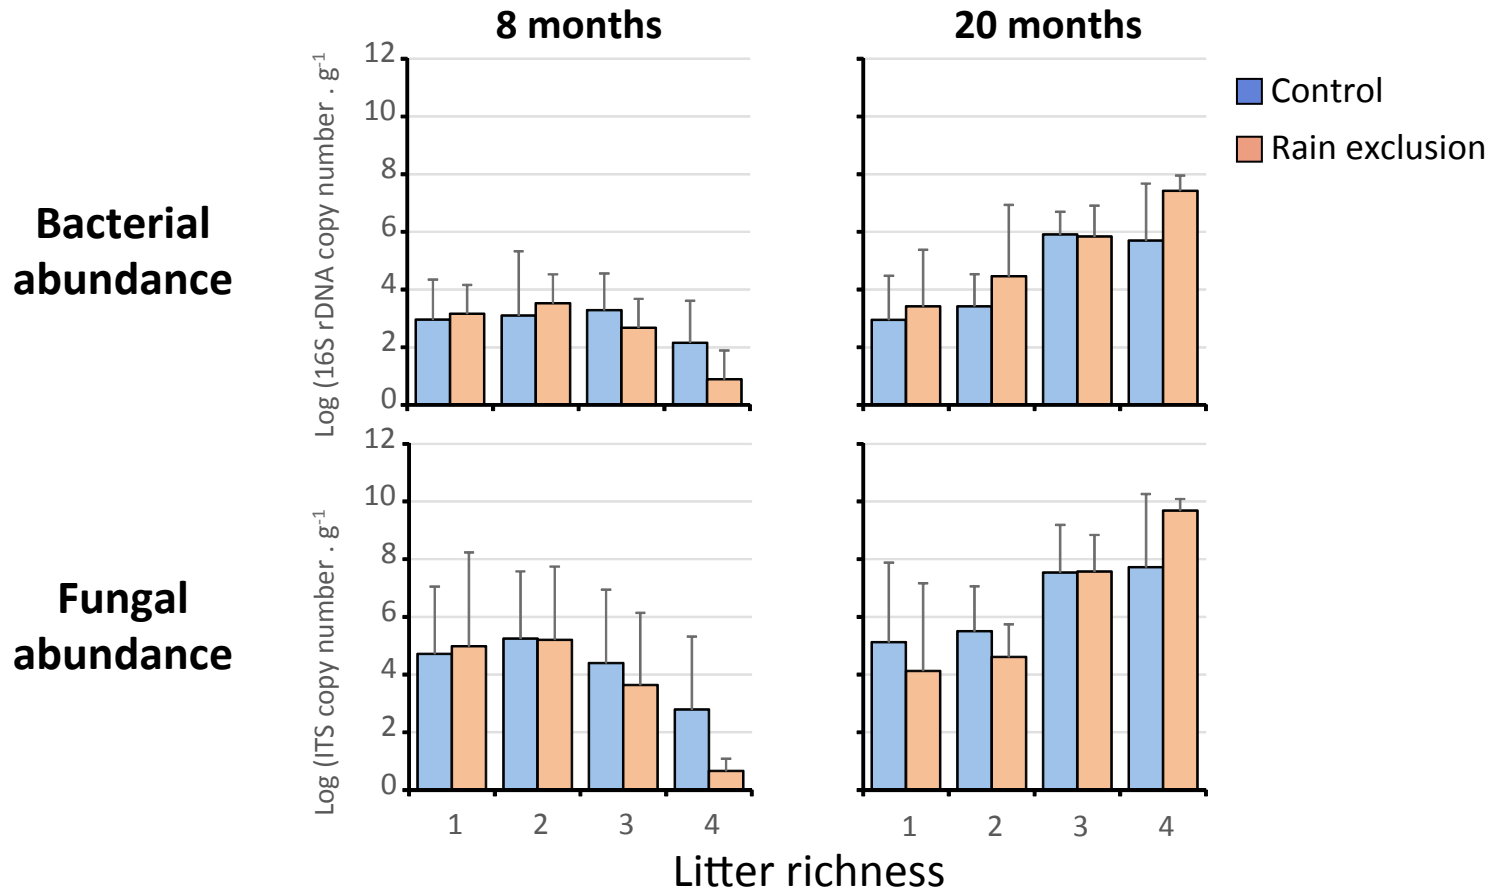 8 months
20 months
Control
Rain exclusion
Bacterial
abundance
Log (16S rDNA copy number . g-1
12
10
8
6
4
2
0
Fungal
abundance
Log (ITS copy number . g-1
12
10
8
6
4
2
0
1 2 3 4
1 2 3 4
Litter richness